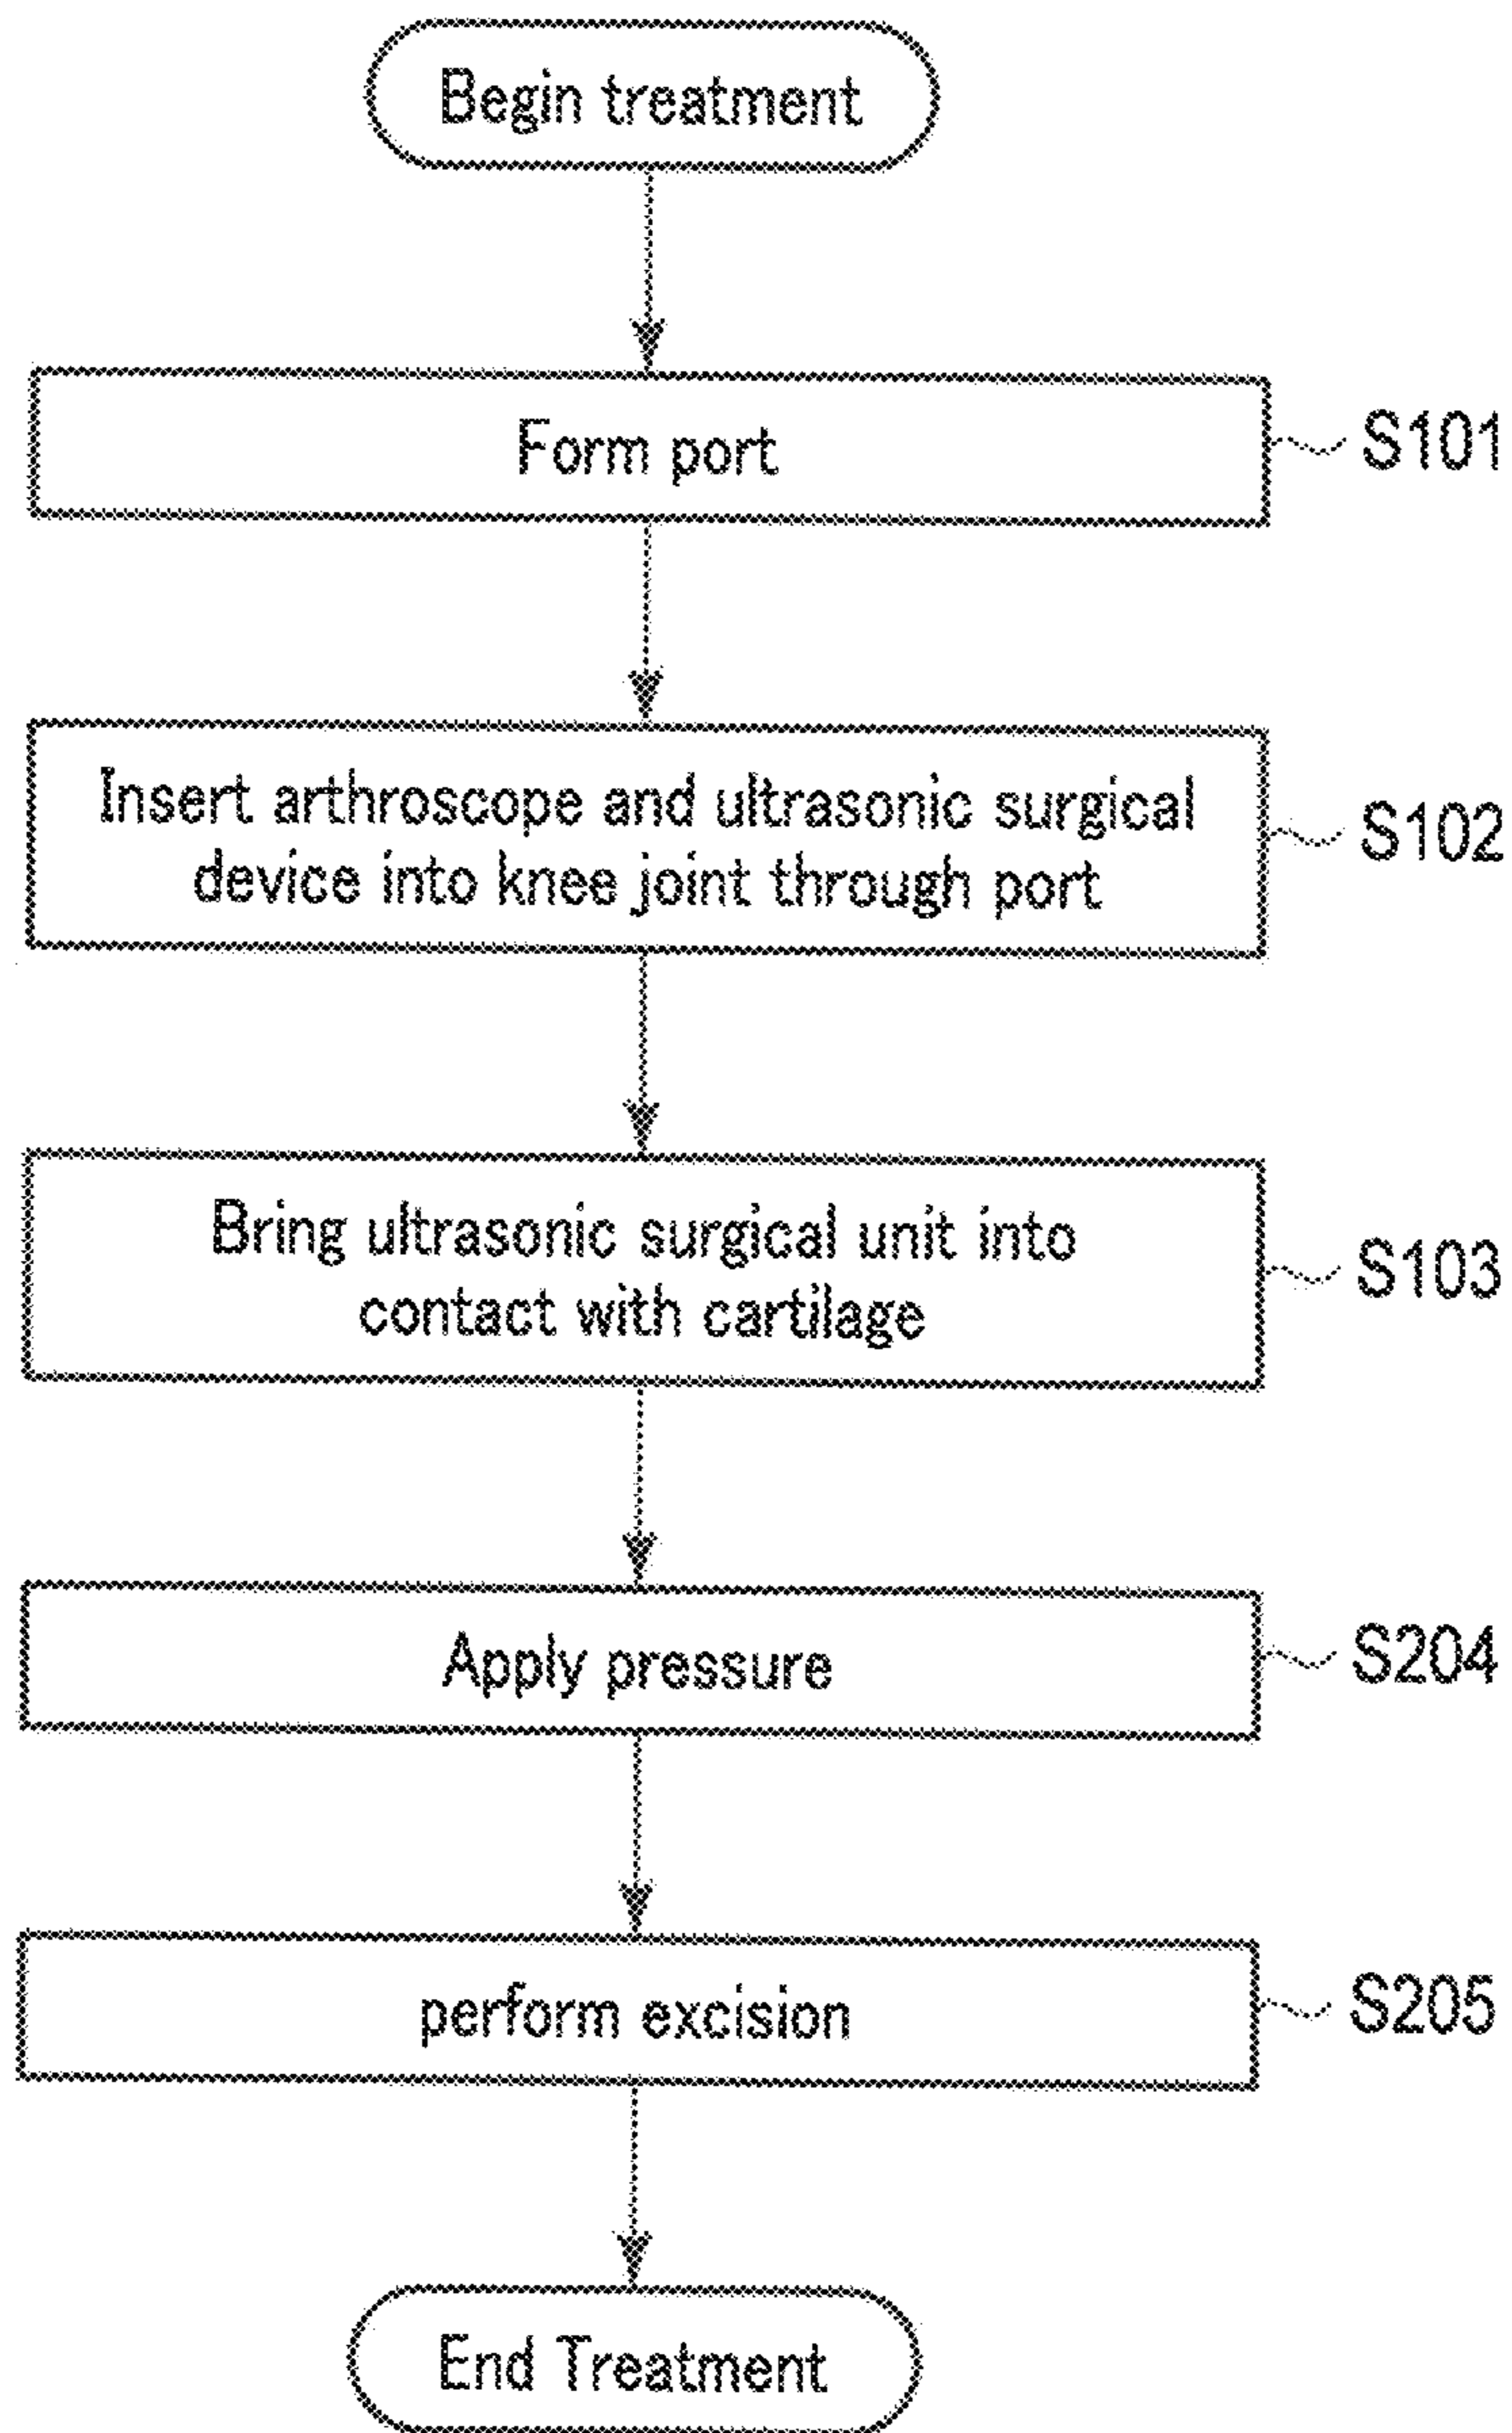 Begin treatment
Form port
S101
Insert arthroscope and ultrasonic surgical
device into knee joint through port
S102
Bring ultrasonic surgical unit into
contact with cartilage
S103
Apply pressure
S204
perform excision
S205
End Treatment